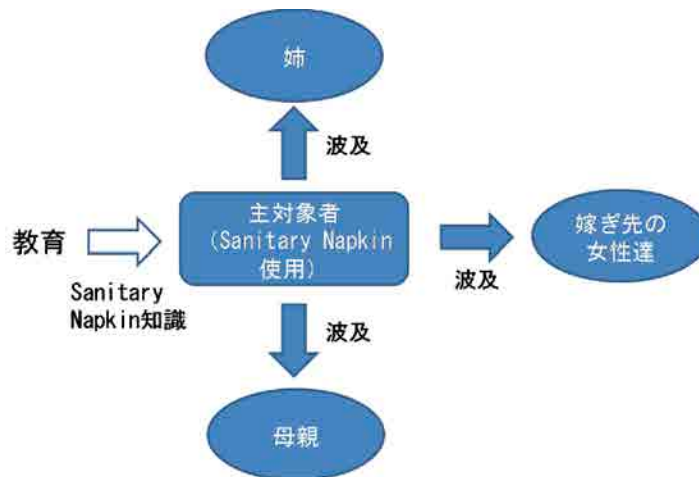 姉
波及
教育
Sanitary
Napkin知識
主対象者
(Sanitary Napkin
使用)
波及
嫁ぎ先の
女性達
波及
母親